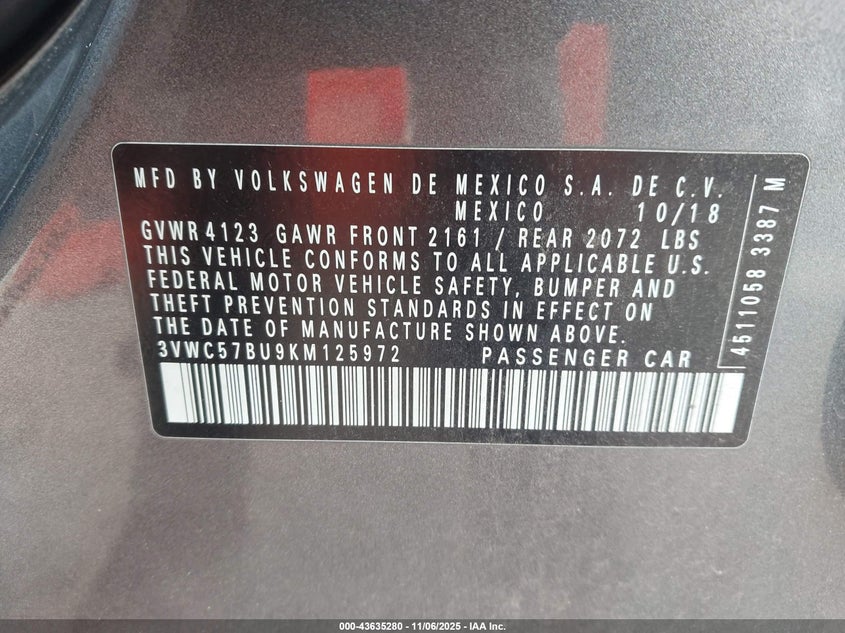 MFD BY VOLKSWAGEN DE MEXICO S.A. DE C.V.
MEXICO 10/18
GVWR 4123 GAWR FRONT 2161 / REAR 2072 LBS
THIS VEHICLE CONFORMS TO ALL APPLICABLE U.S.
FEDERAL MOTOR VEHICLE SAFETY, BUMPER AND
THEFT PREVENTION STANDARDS IN EFFECT ON
THE DATE OF MANUFACTURE SHOWN ABOVE.
3VWC57BU9KM125972 PASSENGER CAR
4511058 3387 M
000-43635280 - 11/06/2025 - IAA Inc.